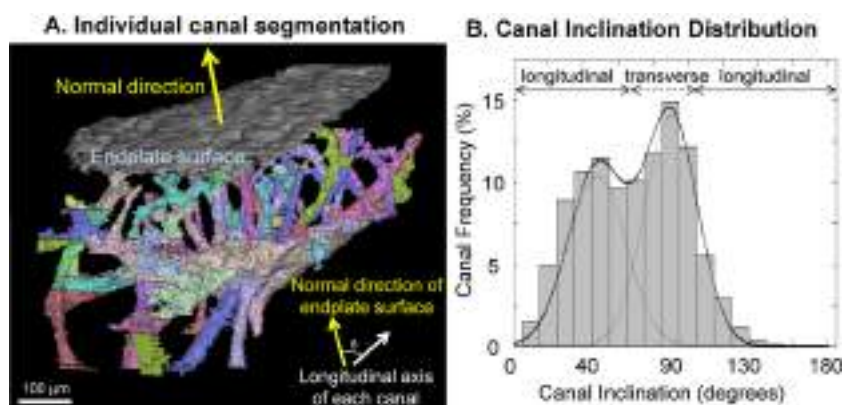 A. Individual canal segmentation
Normal direction
Endplate surface
Normal direction of
endplate surface
θ
Longitudinal axis
of each canal
100 μm
B. Canal Inclination Distribution
longitudinal transverse longitudinal
15
10
5
0
Canal Frequency (%)
0 40 90 130 180
Canal Inclination (degrees)